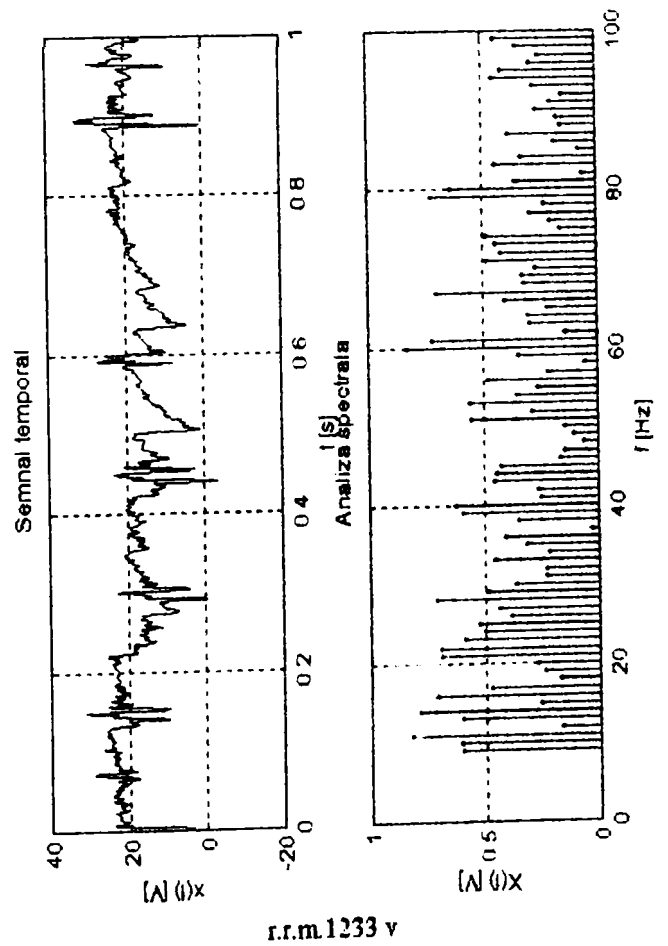 Semnal temporal
40
20
0
-20
x(t) [V]
0
0 2
0 4
0 6
0 8
1
t [s]
Analiza spectrala
1
0 5
0
X(f) [V]
0
20
40
60
80
100
f [Hz]
r.r.m.1233 v